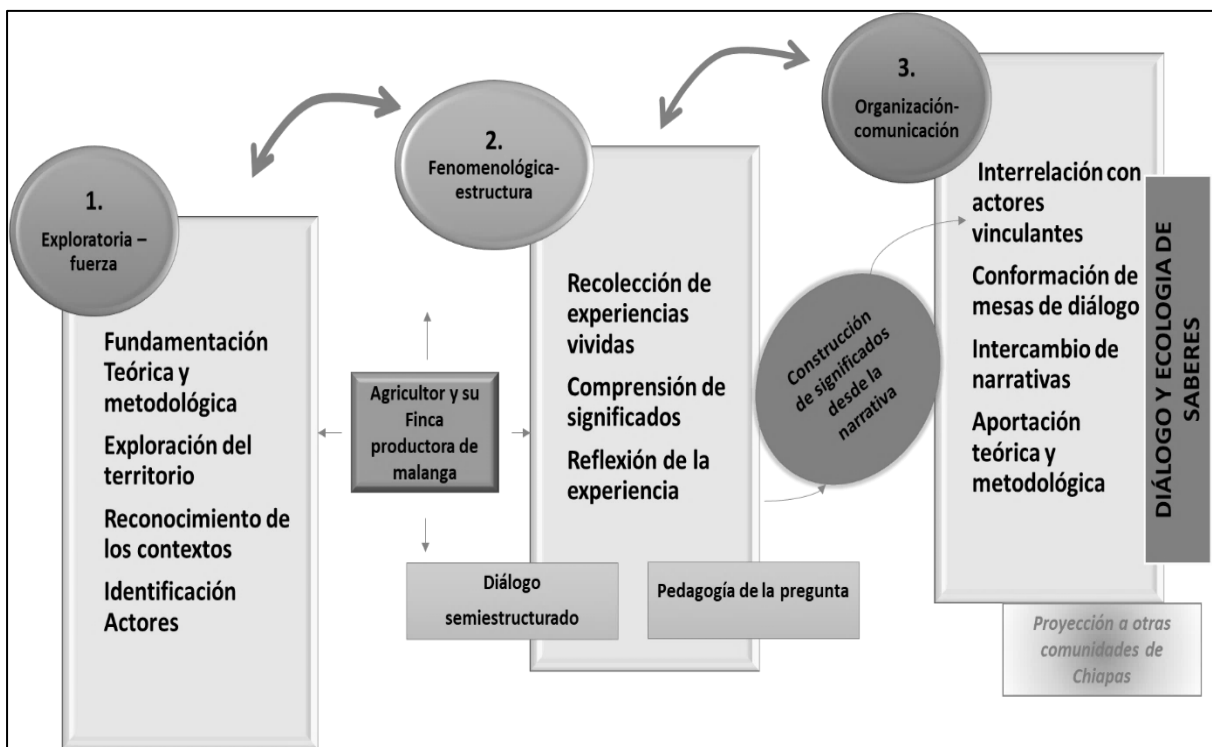 1.
Exploratoria –
fuerza
Fundamentación
Teórica y
metodológica
Exploración del
territorio
Reconocimiento de
los contextos
Identificación
Actores
Agricultor y su
Finca
productora de
malanga
2.
Fenomenológica-
estructura
Recolección de
experiencias
vividas
Comprensión de
significados
Reflexión de la
experiencia
Diálogo
semiestructurado
Pedagogía de la pregunta
Construcción
de significados
desde la
narrativa
3.
Organización-
comunicación
Interrelación con
actores
vinculantes
Conformación de
mesas de diálogo
Intercambio de
narrativas
Aportación
teórica y
metodológica
DIÁLOGO Y ECOLOGIA DE
SABERES
Proyección a otras
comunidades de
Chiapas